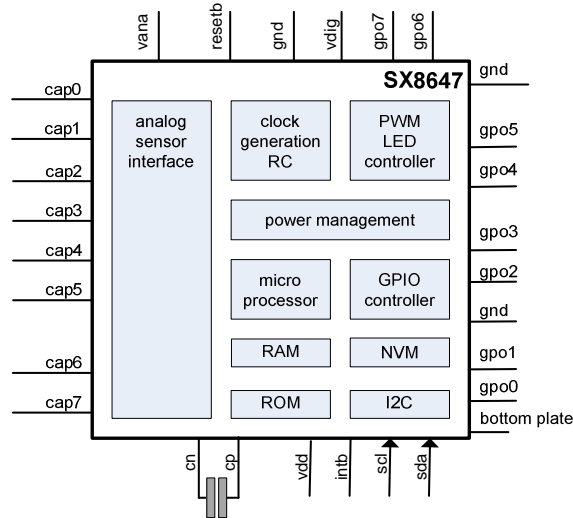 vana
resetb
gnd
vdig
gpo7
gpo6
SX8647
gnd
cap0
cap1
cap2
cap3
cap4
cap5
cap6
cap7
analog
sensor
interface
clock
generation
RC
PWM
LED
controller
power management
micro
processor
GPIO
controller
RAM
NVM
ROM
I2C
gpo5
gpo4
gpo3
gpo2
gnd
gpo1
gpo0
bottom plate
cn
cp
vdd
intb
scl
sda